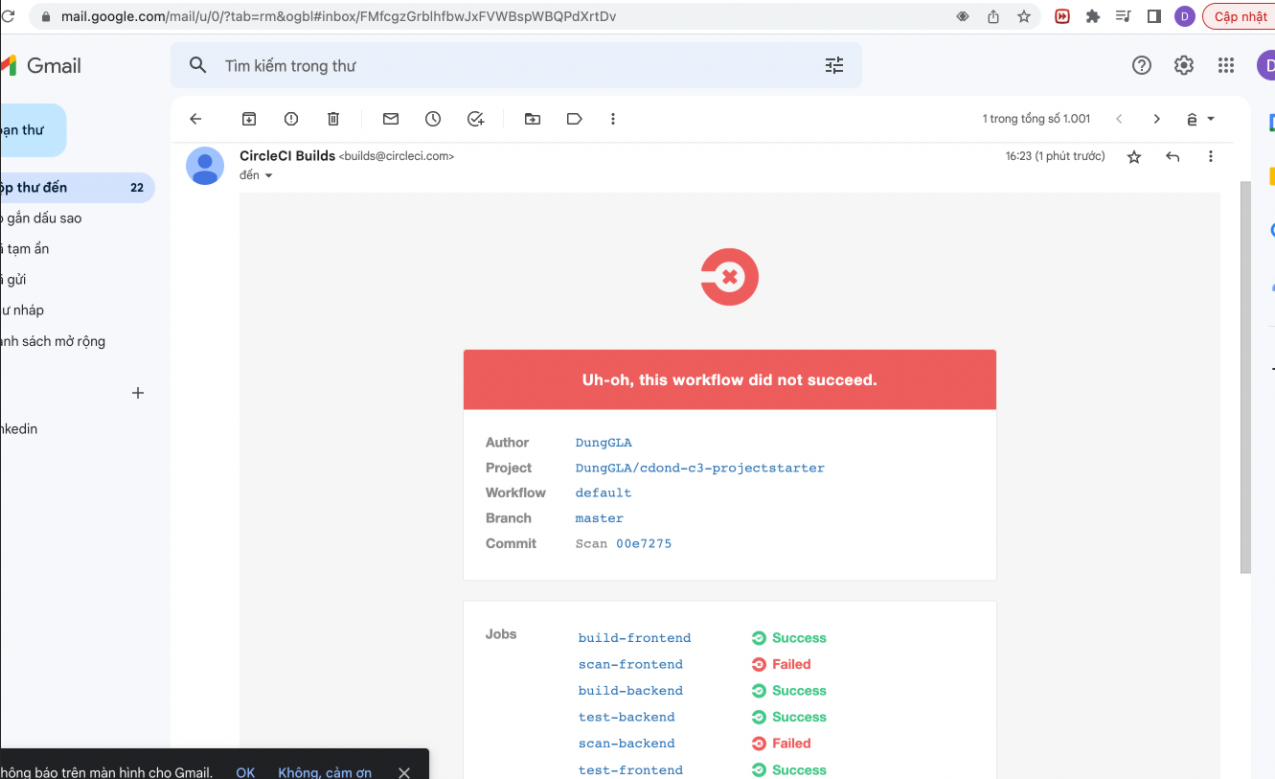 mail.google.com/mail/u/0/?tab=rm&ogbl#inbox/FMfcgzGrblhfbwJxFVWBspWBQPdXrtDv
D
Cập nhật
Gmail
Tìm kiếm trong thư
D
ạn thư
1 trong tổng số 1.001
CircleCI Builds <builds@circleci.com>
16:23 (1 phút trước)
đến
ộp thư đến 22
gắn dấu sao
tạm ẩn
gửi
ư nháp
anh sách mở rộng
nkedin
Uh-oh, this workflow did not succeed.
Author DungGLA
Project DungGLA/cdond-c3-projectstarter
Workflow default
Branch master
Commit Scan 00e7275
Jobs
build-frontend Success
scan-frontend Failed
build-backend Success
test-backend Success
scan-backend Failed
test-frontend Success
hông báo trên màn hình cho Gmail. OK Không, cảm ơn